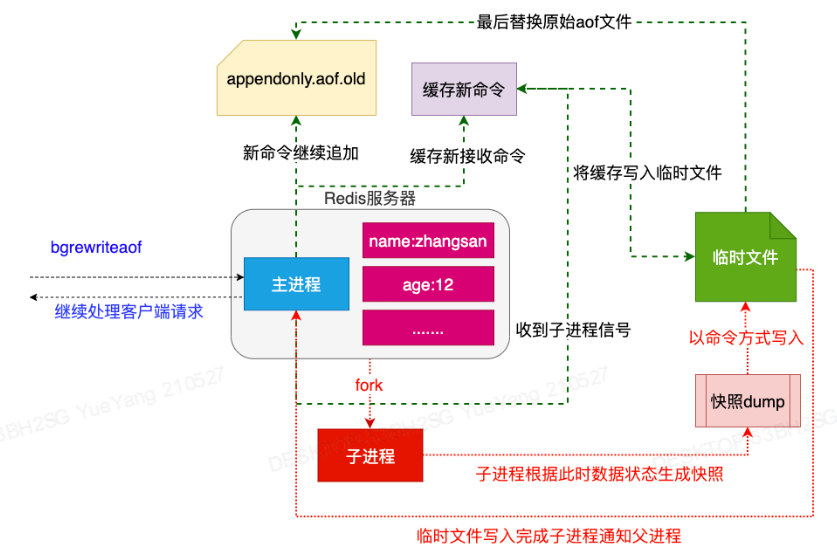 最后替换原始aof文件
appendonly.aof.old
缓存新命令
新命令继续追加
缓存新接收命令
将缓存写入临时文件
Redis服务器
bgrewriteaof
name:zhangsan
主进程
age:12
临时文件
继续处理客户端请求
.......
收到子进程信号
以命令方式写入
fork
快照dump
子进程
子进程根据此时数据状态生成快照
临时文件写入完成子进程通知父进程
YueYang 210527